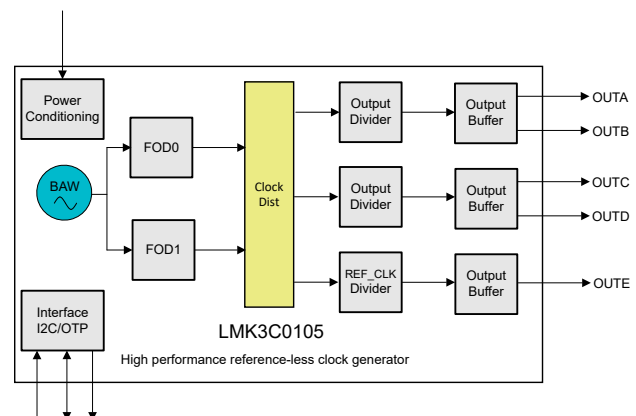 Power
Conditioning
BAW
FOD0
FOD1
Clock
Dist
Output
Divider
Output
Buffer
OUTA
OUTB
Output
Divider
Output
Buffer
OUTC
OUTD
REF_CLK
Divider
Output
Buffer
OUTE
Interface
I2C/OTP
LMK3C0105
High performance reference-less clock generator